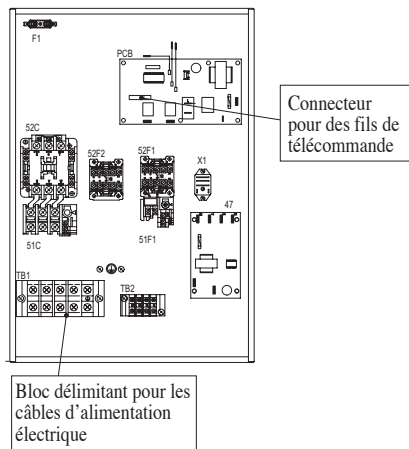 F1
PCB
Connecteur
pour des fils de
télécommande
52C
52F2
52F1
X1
47
51C
51F1
TB1
TB2
Bloc délimitant pour les
câbles d'alimentation
électrique